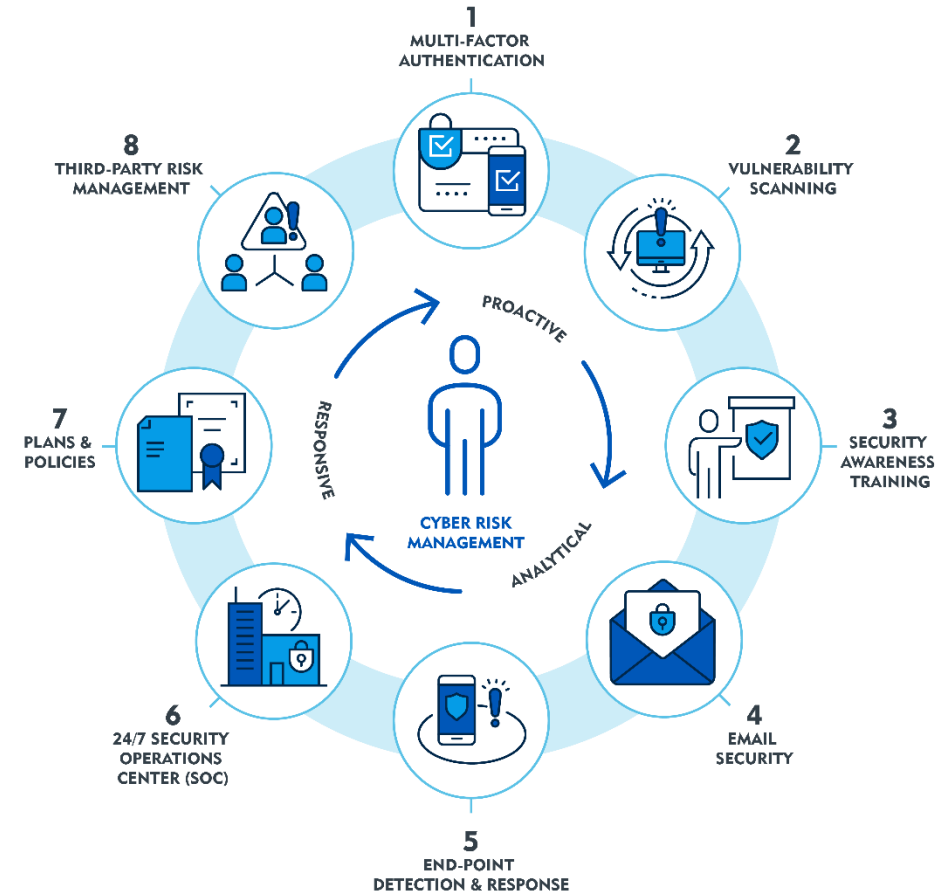 1
MULTI-FACTOR
AUTHENTICATION
2
VULNERABILITY
SCANNING
3
SECURITY
AWARENESS
TRAINING
4
EMAIL
SECURITY
5
END-POINT
DETECTION & RESPONSE
6
24/7 SECURITY
OPERATIONS
CENTER (SOC)
7
PLANS &
POLICIES
8
THIRD-PARTY RISK
MANAGEMENT
PROACTIVE
ANALYTICAL
RESPONSIVE
CYBER RISK
MANAGEMENT